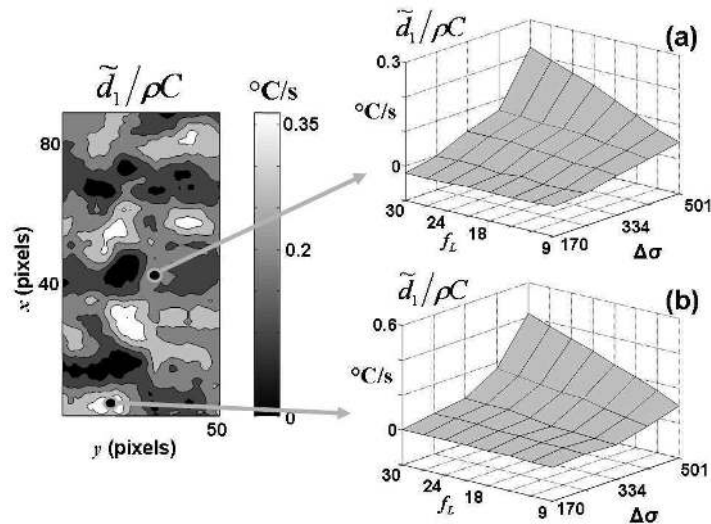 d̃₁/ρC
°C/s
0.35
0.2
0
80
40
x (pixels)
50
y (pixels)
d̃₁/ρC
(a)
0.3
°C/s
0
30
24
f_L
18
9
170
334
Δσ
501
d̃₁/ρC
(b)
0.6
°C/s
0
30
24
f_L
18
9
170
334
Δσ
501